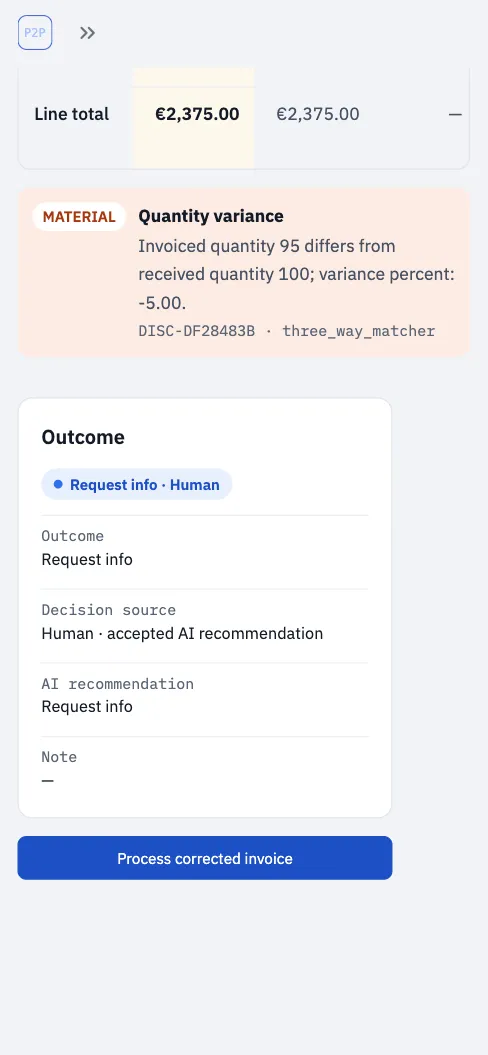 P2P
Line total €2,375.00 €2,375.00 —
MATERIAL Quantity variance
Invoiced quantity 95 differs from
received quantity 100; variance percent:
-5.00.
DISC-DF28483B · three_way_matcher
Outcome
Request info · Human
Outcome
Request info
Decision source
Human · accepted AI recommendation
AI recommendation
Request info
Note
—
Process corrected invoice